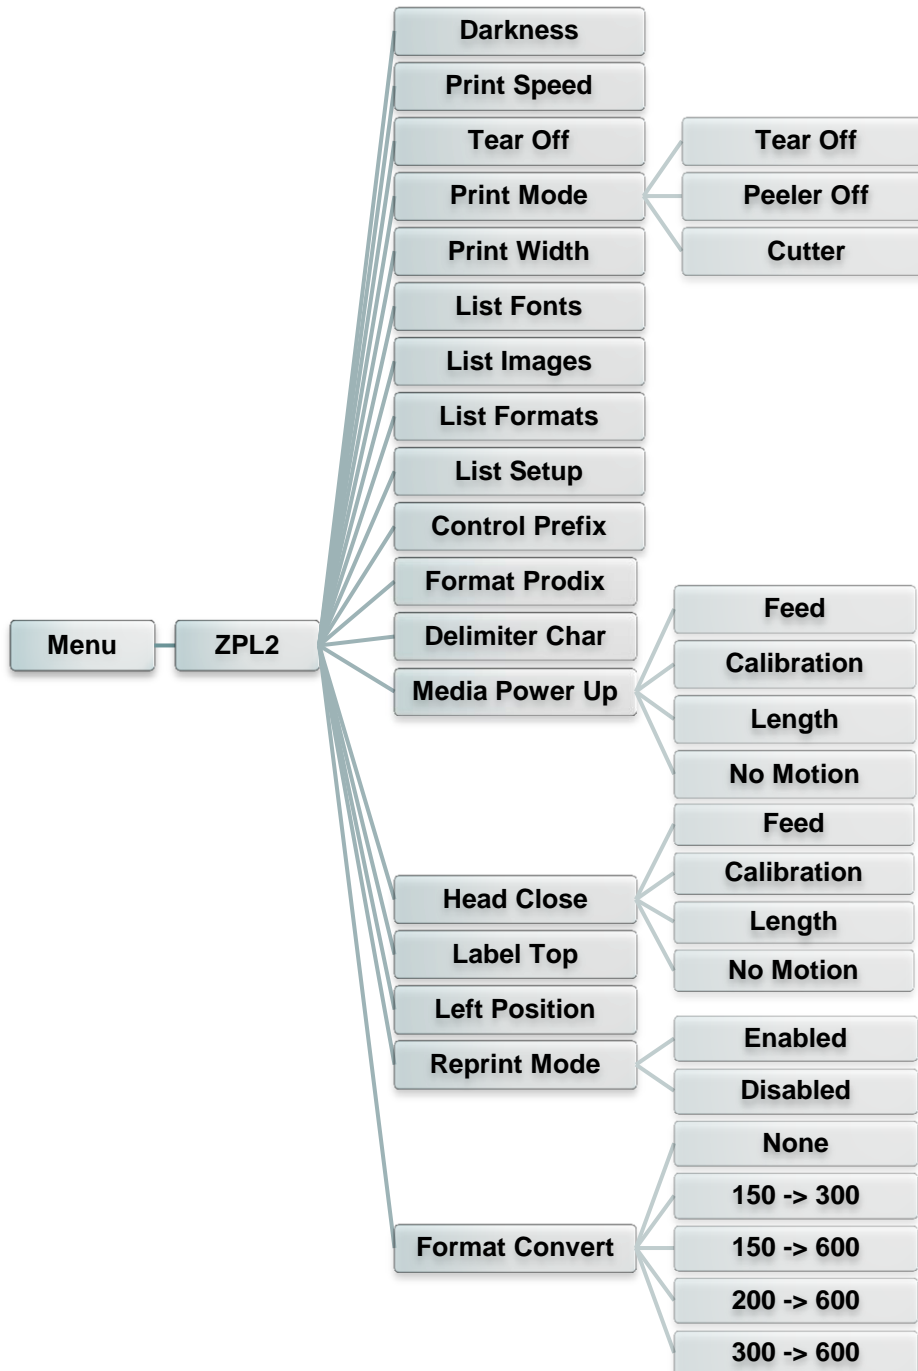 Menu
ZPL2
Darkness
Print Speed
Tear Off
Print Mode
Tear Off
Peeler Off
Cutter
Print Width
List Fonts
List Images
List Formats
List Setup
Control Prefix
Format Prodix
Delimiter Char
Media Power Up
Feed
Calibration
Length
No Motion
Head Close
Feed
Calibration
Length
No Motion
Label Top
Left Position
Reprint Mode
Enabled
Disabled
Format Convert
None
150 -> 300
150 -> 600
200 -> 600
300 -> 600